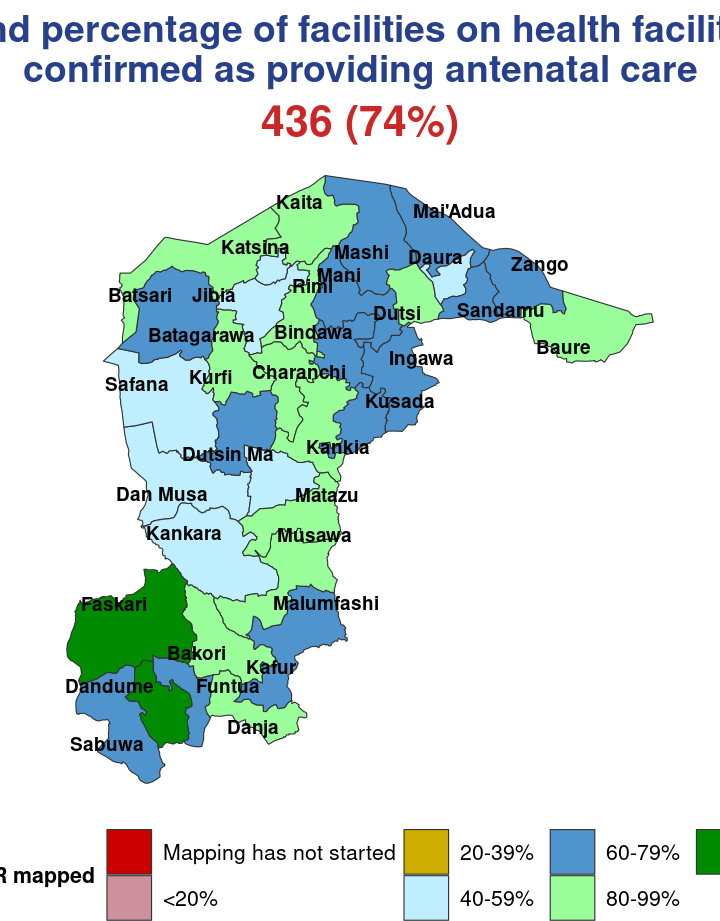 nd percentage of facilities on health facilit
confirmed as providing antenatal care
436 (74%)
Kaita
Mai'Adua
Katsina
Mashi
Daura
Zango
Mani
Rimi
Batsari
Jibia
Dutsi
Sandamu
Batagarawa
Bindawa
Baure
Ingawa
Safana
Kurfi
Charanchi
Kusada
Dutsin Ma
Kankia
Dan Musa
Matazu
Kankara
Musawa
Faskari
Malumfashi
Bakori
Kafur
Dandume
Funtua
Danja
Sabuwa
R mapped
Mapping has not started
20-39%
60-79%
<20%
40-59%
80-99%